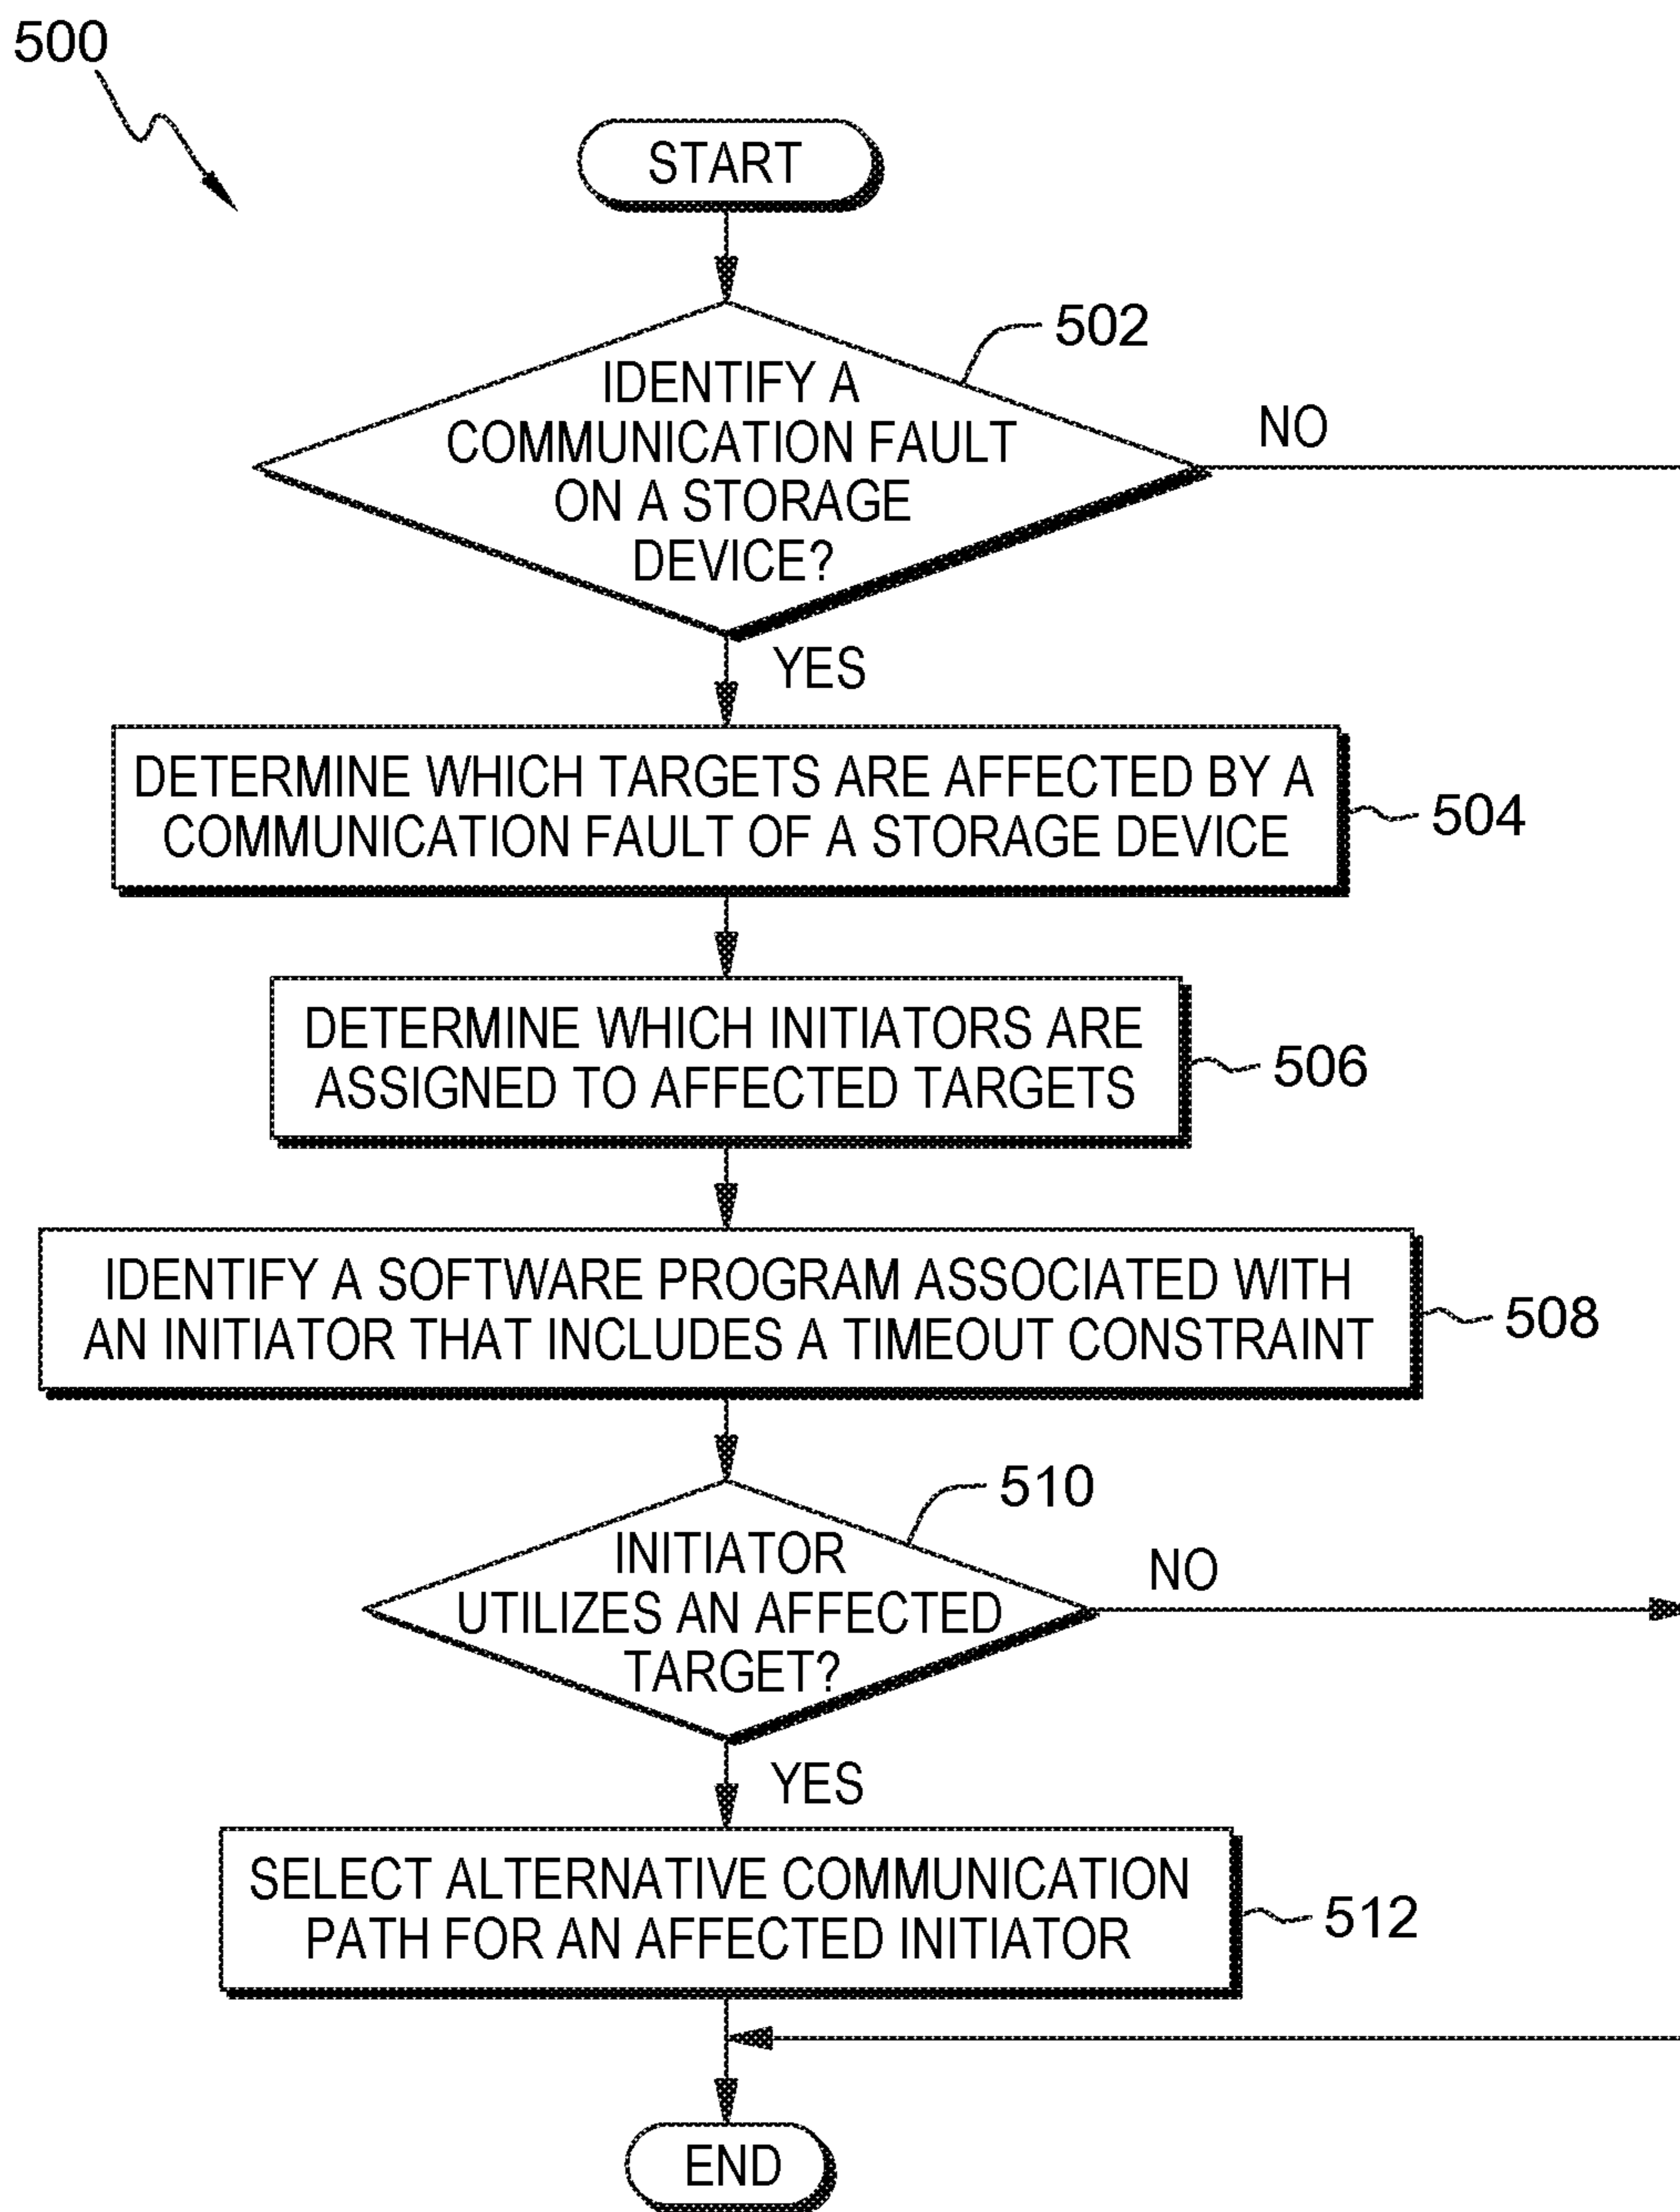 500
START
502
IDENTIFY A
COMMUNICATION FAULT
ON A STORAGE
DEVICE?
NO
YES
DETERMINE WHICH TARGETS ARE AFFECTED BY A
COMMUNICATION FAULT OF A STORAGE DEVICE
504
DETERMINE WHICH INITIATORS ARE
ASSIGNED TO AFFECTED TARGETS
506
IDENTIFY A SOFTWARE PROGRAM ASSOCIATED WITH
AN INITIATOR THAT INCLUDES A TIMEOUT CONSTRAINT
508
510
INITIATOR
UTILIZES AN AFFECTED
TARGET?
NO
YES
SELECT ALTERNATIVE COMMUNICATION
PATH FOR AN AFFECTED INITIATOR
512
END